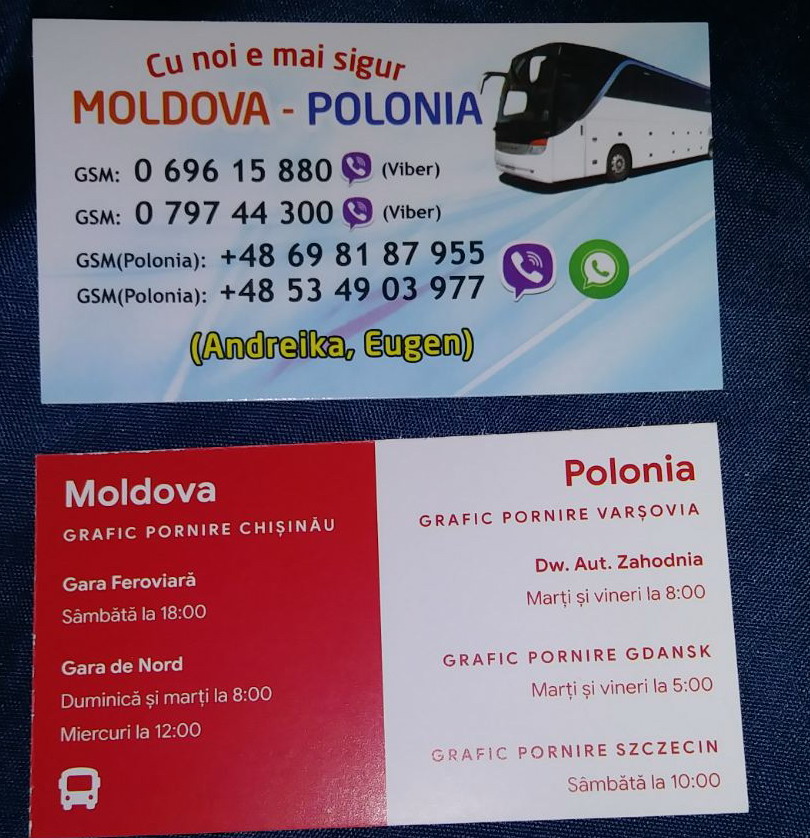 Cu noi e mai sigur
MOLDOVA - POLONIA
GSM: 0 696 15 880 (Viber)
GSM: 0 797 44 300 (Viber)
GSM(Polonia): +48 69 81 87 955
GSM(Polonia): +48 53 49 03 977
(Andreika, Eugen)
Moldova
GRAFIC PORNIRE CHIȘINĂU
Gara Feroviară
Sâmbătă la 18:00
Gara de Nord
Duminică și marți la 8:00
Miercuri la 12:00
Polonia
GRAFIC PORNIRE VARȘOVIA
Dw. Aut. Zahodnia
Marți și vineri la 8:00
GRAFIC PORNIRE GDANSK
Marți și vineri la 5:00
GRAFIC PORNIRE SZCZECIN
Sâmbătă la 10:00